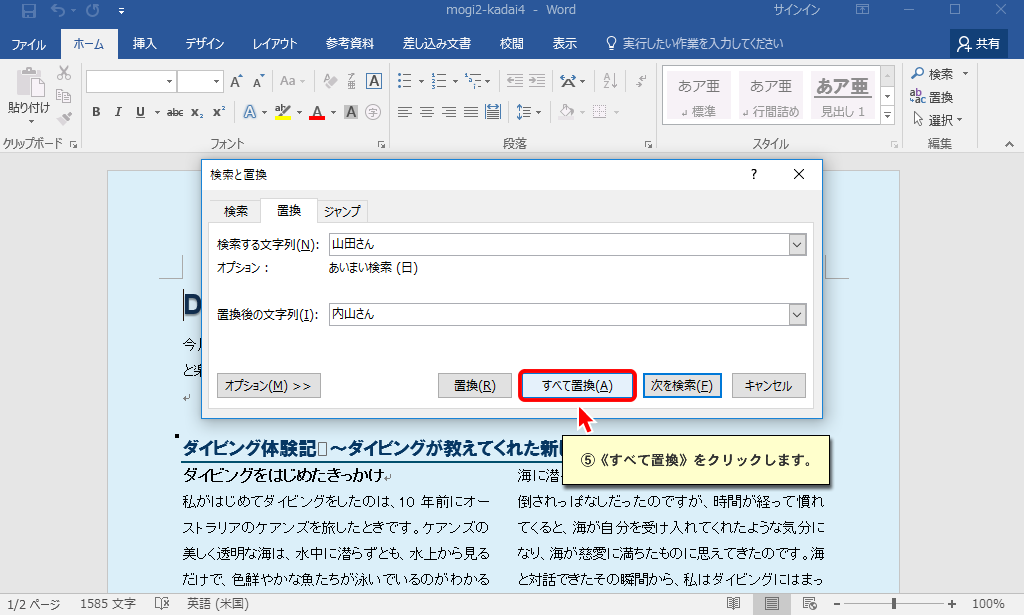 mogi2-kadai4 - Word
サインイン
ファイル ホーム 挿入 デザイン レイアウト 参考資料 差し込み文書 校閲 表示 実行したい作業を入力してください 共有
貼り付け
Aa
あア亜 あア亜 あア亜
標準 行間詰め 見出し 1
検索
置換
選択
B I U abc x₂ x²
クリップボード フォント 段落 スタイル 編集
検索と置換
検索 置換 ジャンプ
検索する文字列(N): 山田さん
オプション: あいまい検索 (日)
置換後の文字列(I): 内山さん
オプション(M) >> 置換(R) すべて置換(A) 次を検索(F) キャンセル
⑤《すべて置換》をクリックします。
D
今月
と楽
ダイビング体験記 ～ダイビングが教えてくれた新
ダイビングをはじめたきっかけ
私がはじめてダイビングをしたのは、10 年前にオー
ストラリアのケアンズを旅したときです。ケアンズの
美しく透明な海は、水中に潜らずとも、水上から見る
だけで、色鮮やかな魚たちが泳いでいるのがわかる
海に潜
倒されっぱなしだったのですが、時間が経って慣れ
てくると、海が自分を受け入れてくれたような気分に
なり、海が慈愛に満ちたものに思えてきたのです。海
と対話できたその瞬間から、私はダイビングにはまっ
1/2 ページ 1585 文字 英語 (米国) 100%